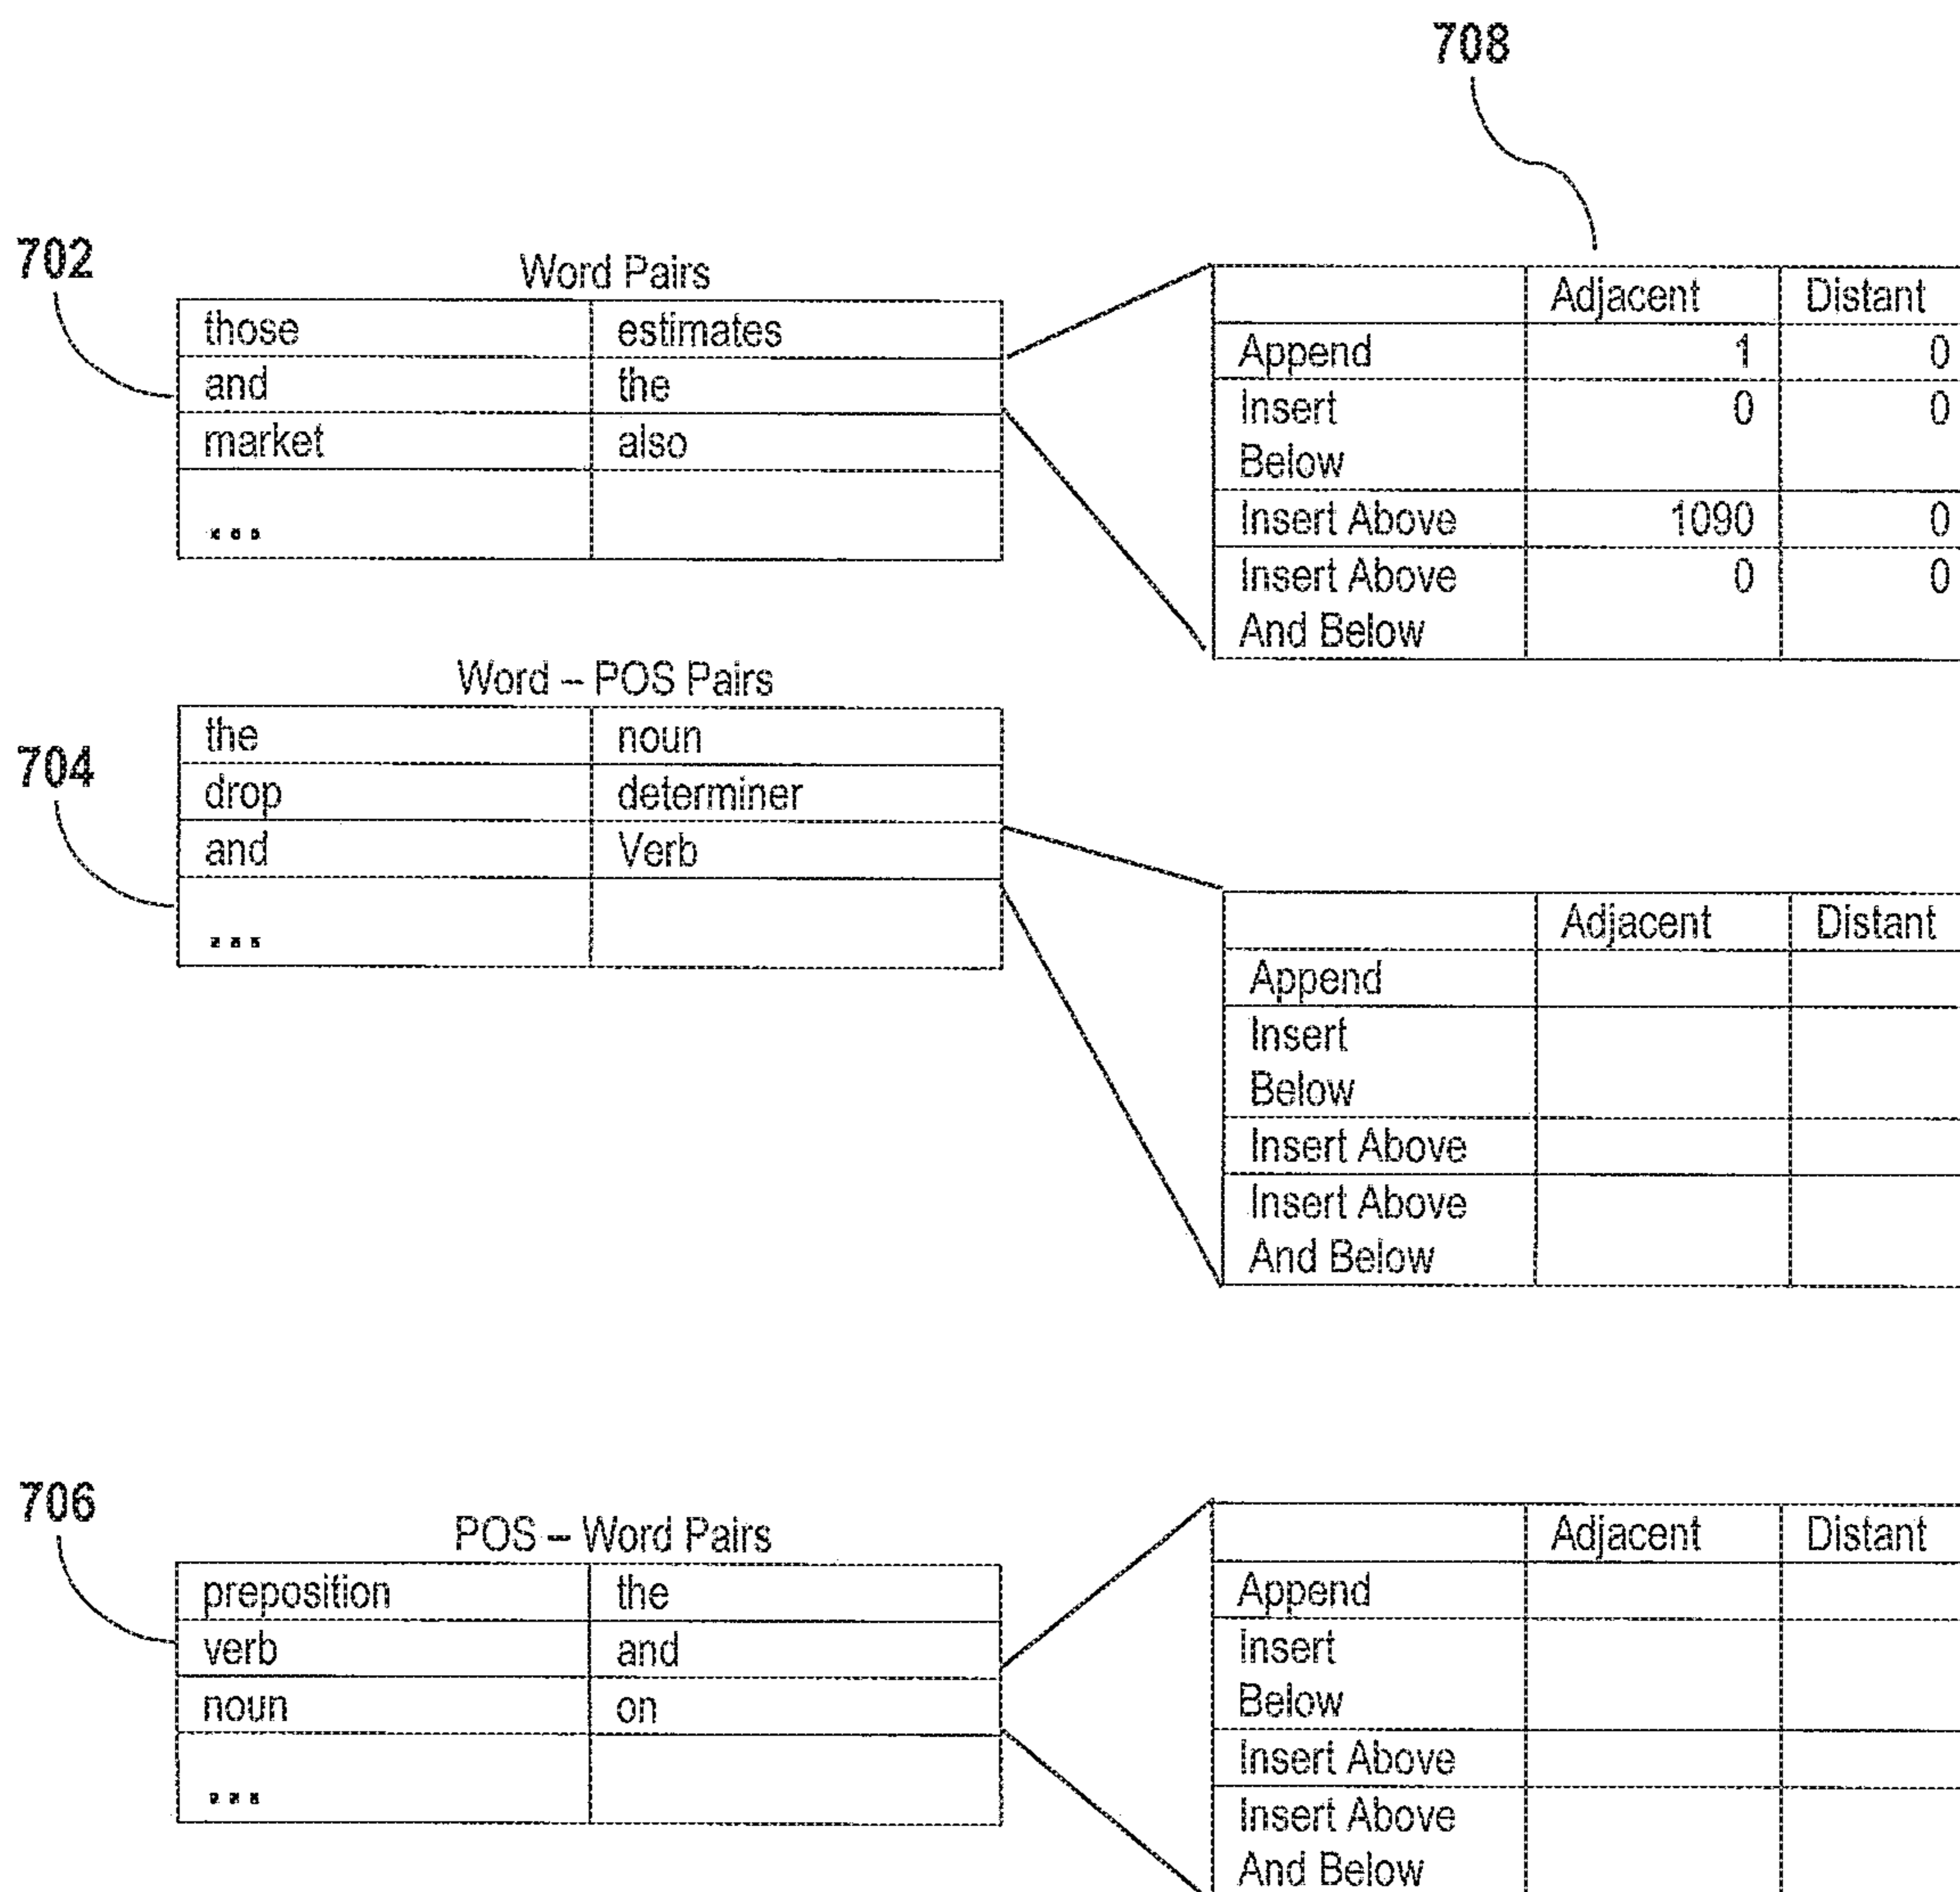 708
702
Word Pairs
those estimates
and the
market also
...
Adjacent Distant
Append 1 0
Insert 0 0
Below
Insert Above 1090 0
Insert Above 0 0
And Below
Word – POS Pairs
704
the noun
drop determiner
and Verb
...
Adjacent Distant
Append
Insert
Below
Insert Above
Insert Above
And Below
706
POS – Word Pairs
preposition the
verb and
noun on
...
Adjacent Distant
Append
Insert
Below
Insert Above
Insert Above
And Below